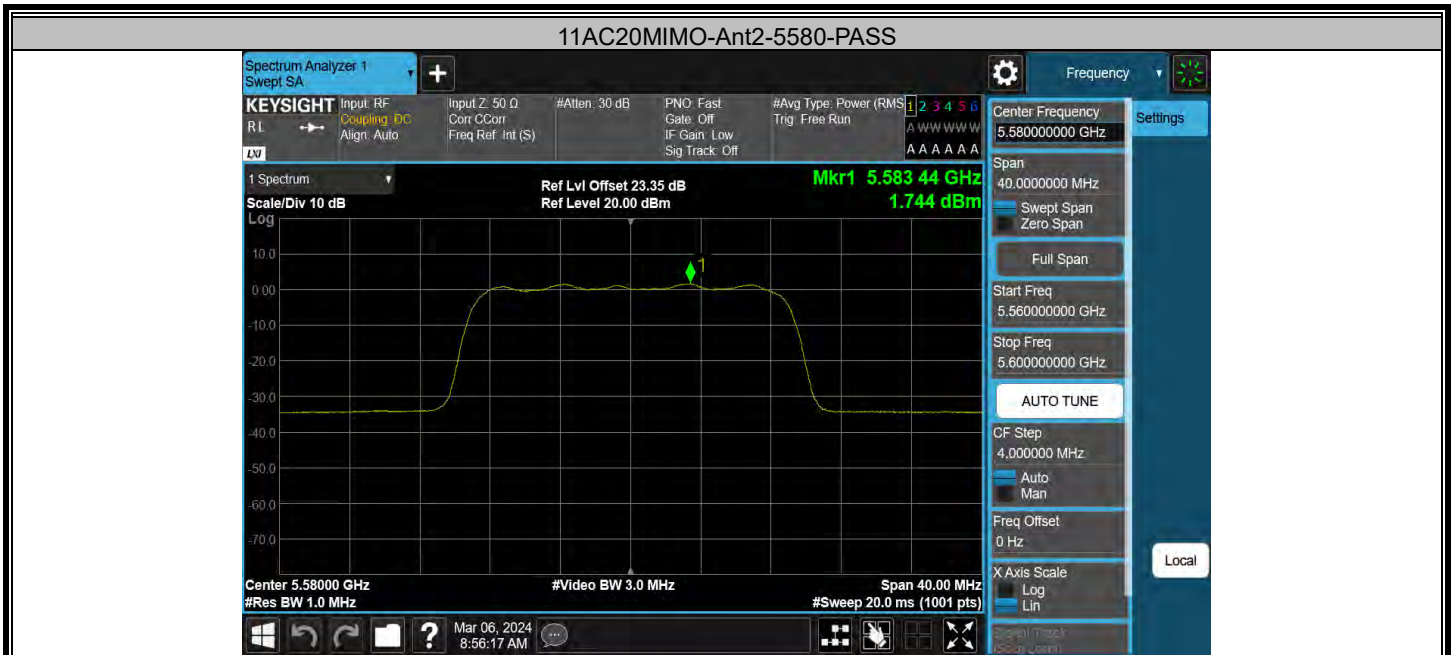 11AC20MIMO-Ant2-5580-PASS
Spectrum Analyzer 1
Swept SA
+
Frequency
KEYSIGHT
RL
LXI
Input: RF
Coupling: DC
Align: Auto
Input Z: 50 Ω
Corr CCorr
Freq Ref: Int (S)
#Atten: 30 dB
PNO: Fast
Gate: Off
IF Gain: Low
Sig Track: Off
#Avg Type: Power (RMS
Trig: Free Run
1 2 3 4 5 6
A W W W W W
A A A A A A
Center Frequency
5.580000000 GHz
Settings
Span
40.0000000 MHz
Swept Span
Zero Span
Full Span
Start Freq
5.560000000 GHz
Stop Freq
5.600000000 GHz
AUTO TUNE
CF Step
4.000000 MHz
Auto
Man
Freq Offset
0 Hz
X Axis Scale
Log
Lin
Local
1 Spectrum
Scale/Div 10 dB
Ref Lvl Offset 23.35 dB
Ref Level 20.00 dBm
Mkr1 5.583 44 GHz
1.744 dBm
Log
10.0
0.00
-10.0
-20.0
-30.0
-40.0
-50.0
-60.0
-70.0
1
Center 5.58000 GHz
#Res BW 1.0 MHz
#Video BW 3.0 MHz
Span 40.00 MHz
#Sweep 20.0 ms (1001 pts)
?
Mar 06, 2024
8:56:17 AM